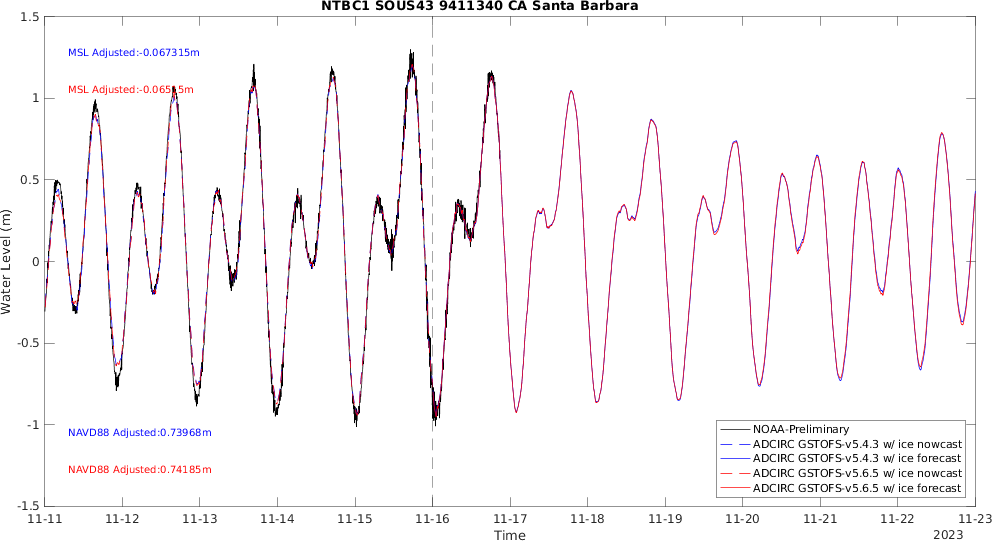 NTBC1 SOUS43 9411340 CA Santa Barbara
1.5
1
0.5
0
-0.5
-1
-1.5
Water Level (m)
MSL Adjusted:-0.067315m
MSL Adjusted:-0.06515m
NAVD88 Adjusted:0.73968m
NAVD88 Adjusted:0.74185m
NOAA-Preliminary
ADCIRC GSTOFS-v5.4.3 w/ ice nowcast
ADCIRC GSTOFS-v5.4.3 w/ ice forecast
ADCIRC GSTOFS-v5.6.5 w/ ice nowcast
ADCIRC GSTOFS-v5.6.5 w/ ice forecast
11-11 11-12 11-13 11-14 11-15 11-16 11-17 11-18 11-19 11-20 11-21 11-22 11-23
Time
2023